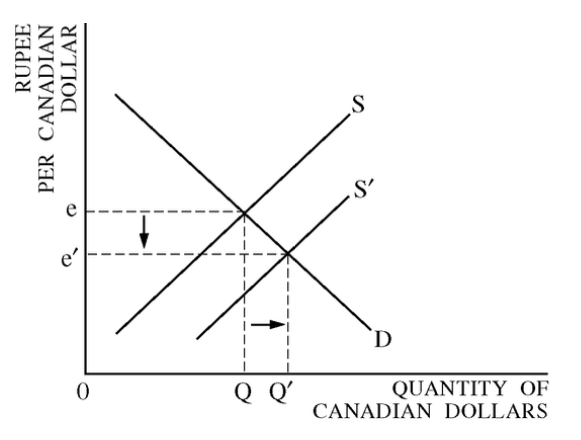 RUPEE
PER CANADIAN
DOLLAR
S
S′
e
e′
D
0
Q
Q′
QUANTITY OF
CANADIAN DOLLARS